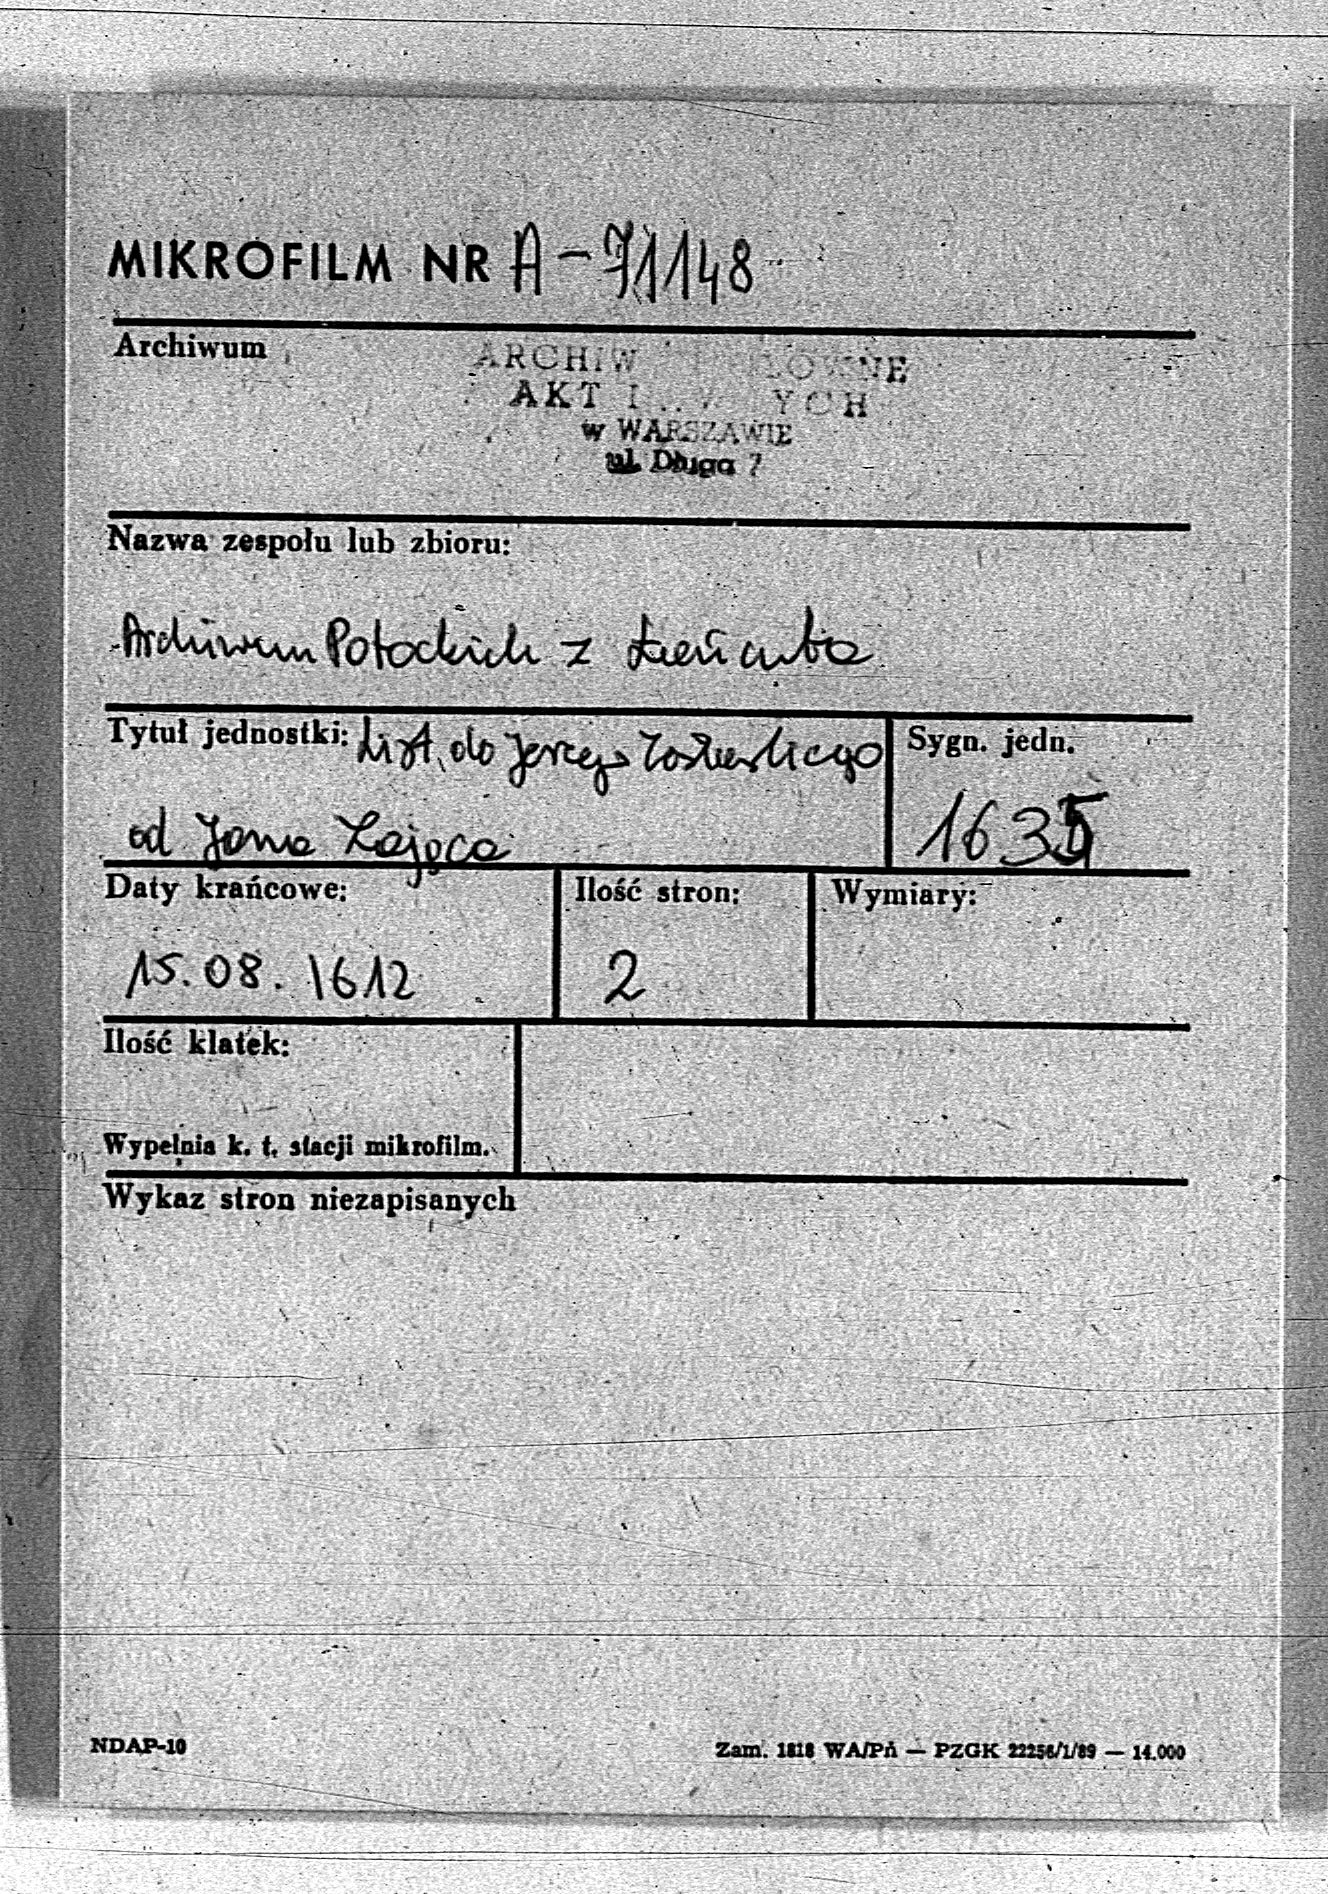 MIKROFILM NR A-71148
Archiwum
ARCHIW ŁÓWNE
AKT YCH
w WARSZAWIE
ul. Długa 7
Nazwa zespołu lub zbioru:
Archiwum Potockich z Łańcuta
Tytuł jednostki: List do Jerzego Zasławskiego
od Jana Zająca
Sygn. jedn.
1635
Daty krańcowe:
15.08.1612
Ilość stron:
2
Wymiary:
Ilość klatek:
Wypełnia k. t. stacji mikrofilm.
Wykaz stron niezapisanych
NDAP-10
Zam. 1818 WA/Pń — PZGK 22256/1/89 — 14.000